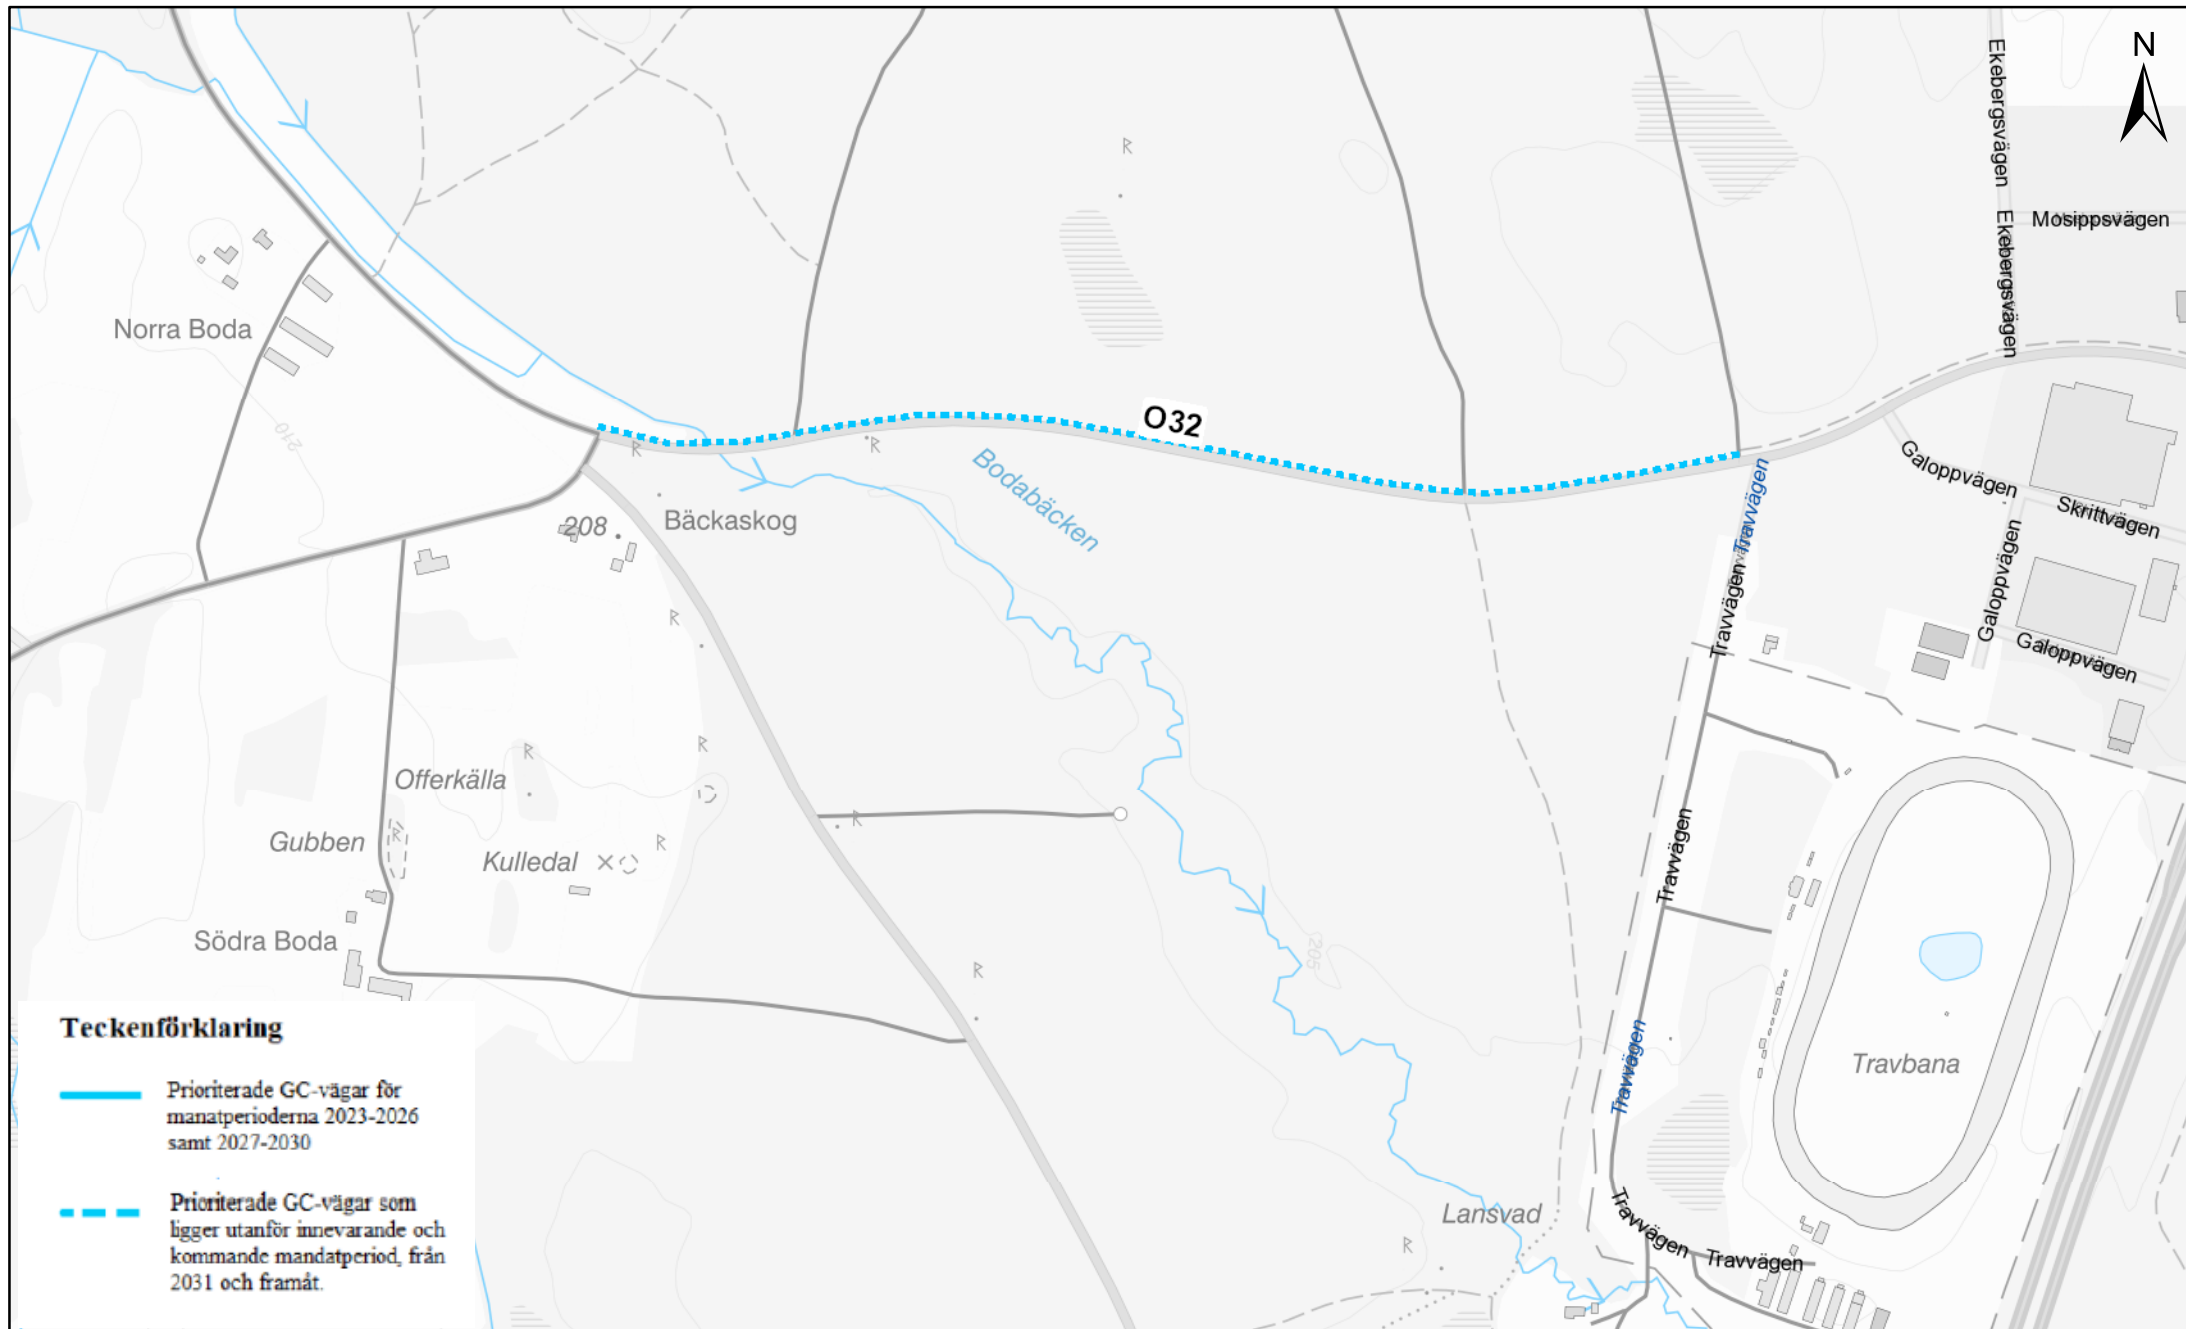 N
Ekebergsvägen
Mosippsvägen
Ekebergsvägen
Norra Boda
210
O32
Bodabäcken
Galoppvägen
Skrittvägen
Travvägen
208
Bäckaskog
Travvägen
Galoppvägen
Galoppvägen
Offerkälla
Gubben
Kulledal
Travvägen
Södra Boda
205
Travvägen
Travbana
Lansvad
Travvägen
Travvägen
Teckenförklaring
Prioriterade GC-vägar för
manatperioderna 2023-2026
samt 2027-2030
Prioriterade GC-vägar som
ligger utanför innevarande och
kommande mandatperiod, från
2031 och framåt.